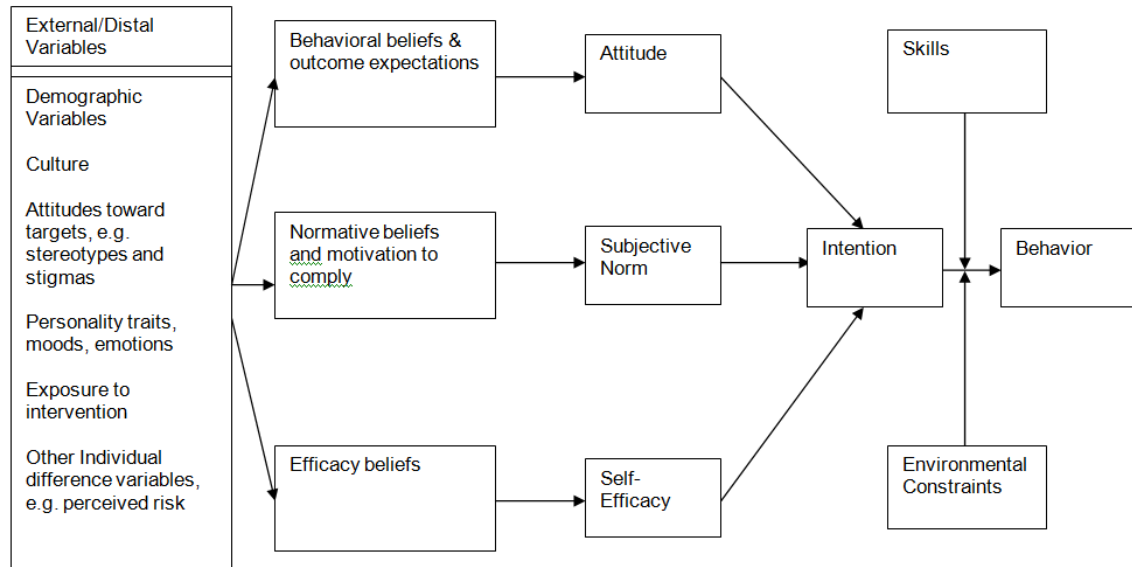 External/Distal
Variables
Demographic
Variables
Culture
Attitudes toward
targets, e.g.
stereotypes and
stigmas
Personality traits,
moods, emotions
Exposure to
intervention
Other Individual
difference variables,
e.g. perceived risk
Behavioral beliefs &
outcome expectations
Normative beliefs
and motivation to
comply
Efficacy beliefs
Attitude
Subjective
Norm
Self-
Efficacy
Intention
Skills
Environmental
Constraints
Behavior